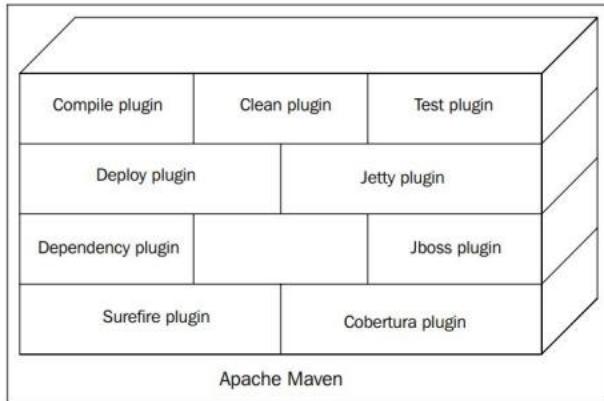 Compile plugin
Clean plugin
Test plugin
Deploy plugin
Jetty plugin
Dependency plugin
Jboss plugin
Surefire plugin
Cobertura plugin
Apache Maven